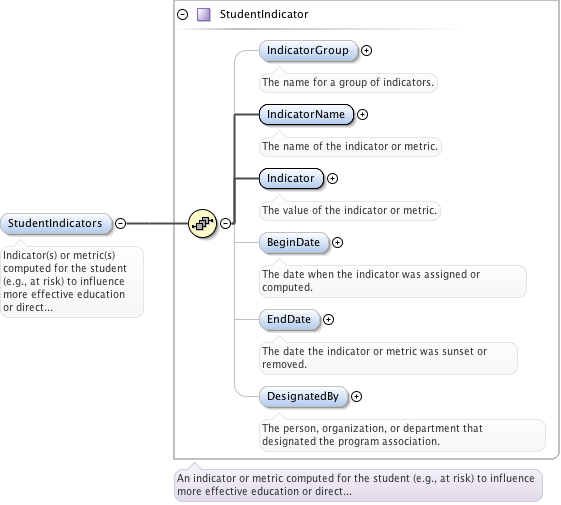 StudentIndicator
IndicatorGroup
The name for a group of indicators.
IndicatorName
The name of the indicator or metric.
Indicator
The value of the indicator or metric.
StudentIndicators
Indicator(s) or metric(s)
computed for the student
(e.g., at risk) to influence
more effective education
or direct...
BeginDate
The date when the indicator was assigned or
computed.
EndDate
The date the indicator or metric was sunset or
removed.
DesignatedBy
The person, organization, or department that
designated the program association.
An indicator or metric computed for the student (e.g., at risk) to influence
more effective education or direct...